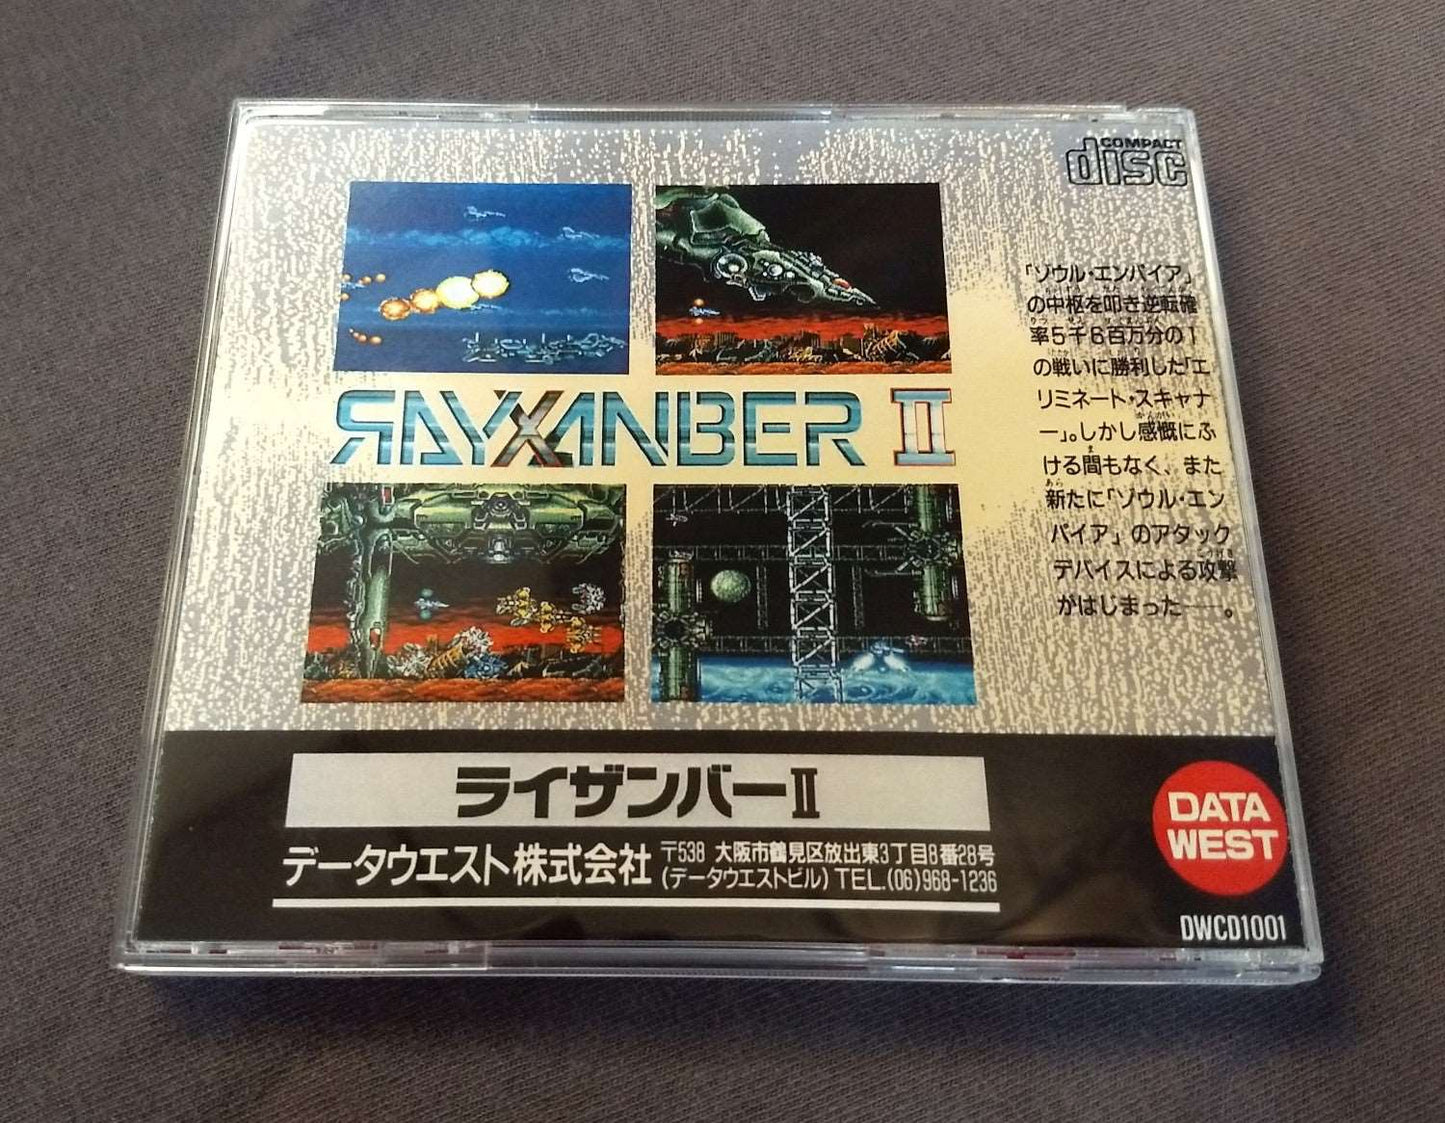 COMPACT
disc
「ゾウル・エンパイア」
の中枢を叩き逆転確
率5千6百万分の1
の戦いに勝利した「エ
リミネート・スキャナ
ー」。しかし感慨にふ
ける間もなく、また
新たに「ゾウル・エン
パイア」のアタック
デバイスによる攻撃
がはじまった──。
RAYXANBER II
ライザンバーII
データウエスト株式会社
〒538 大阪市鶴見区放出東3丁目8番28号
(データウエストビル) TEL.(06)968-1236
DATA
WEST
DWCD1001